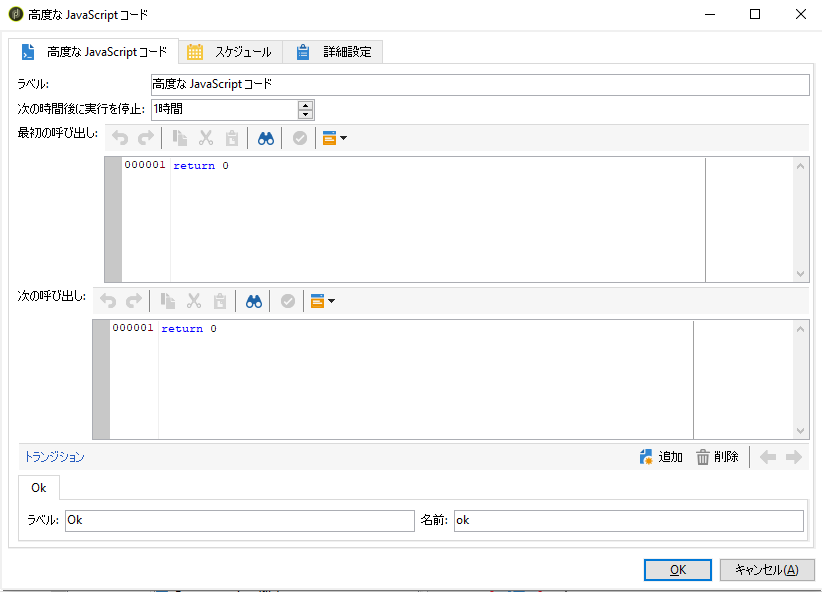 高度な JavaScript コード
高度な JavaScript コード スケジュール 詳細設定
ラベル: 高度な JavaScript コード
次の時間後に実行を停止: 1時間
最初の呼び出し:
000001 return 0
次の呼び出し:
000001 return 0
トランジション 追加 削除
Ok
ラベル: Ok 名前: ok
OK キャンセル(A)